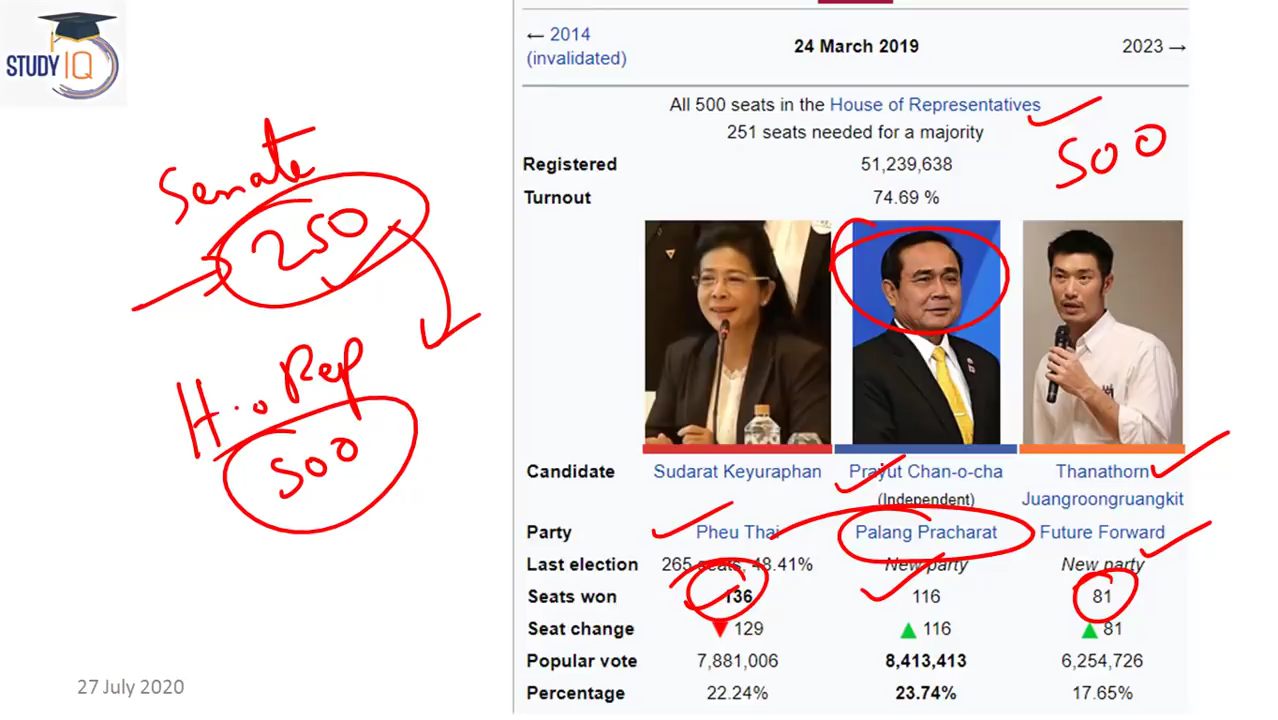 STUDY IQ
Senate
250
H.o Rep
500
← 2014
(invalidated)
24 March 2019
2023 →
All 500 seats in the House of Representatives
251 seats needed for a majority
500
Registered 51,239,638
Turnout 74.69 %
Candidate Sudarat Keyuraphan Prayut Chan-o-cha Thanathorn
(Independent) Juangroongruangkit
Party Pheu Thai Palang Pracharat Future Forward
Last election 265 seats, 48.41% New party New party
Seats won 136 116 81
Seat change ▼ 129 ▲ 116 ▲ 81
Popular vote 7,881,006 8,413,413 6,254,726
Percentage 22.24% 23.74% 17.65%
27 July 2020